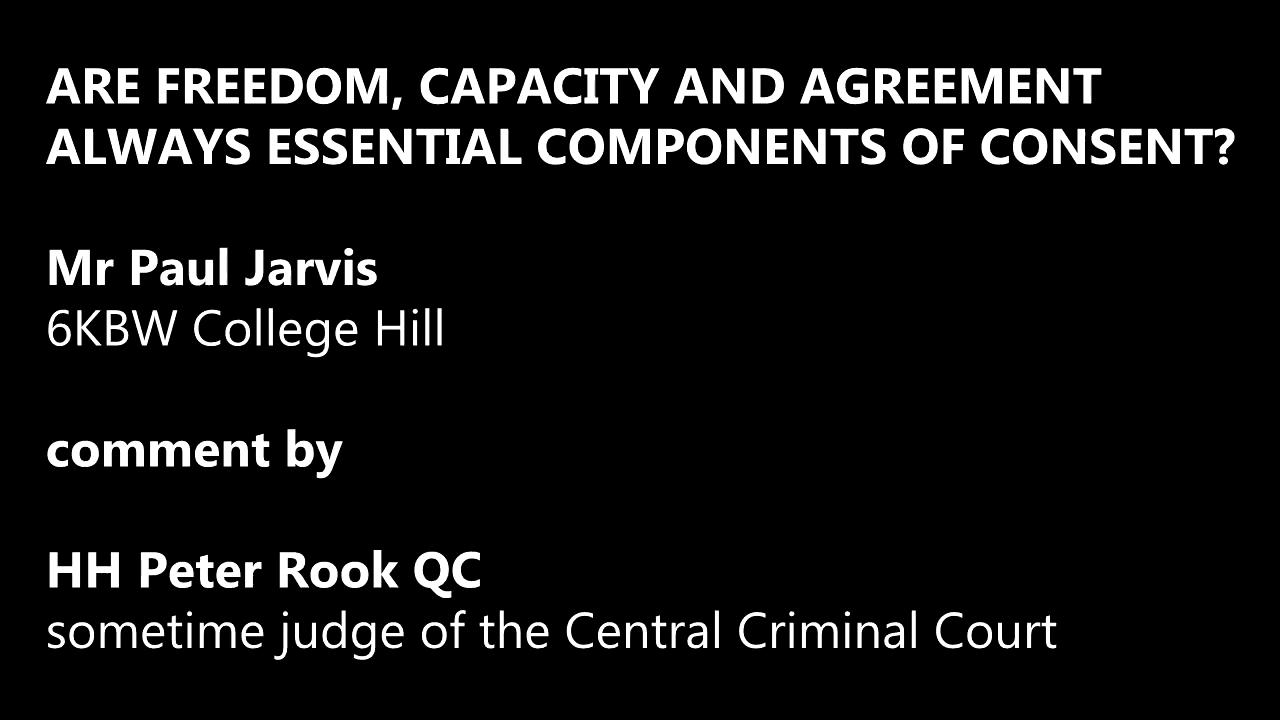 ARE FREEDOM, CAPACITY AND AGREEMENT
ALWAYS ESSENTIAL COMPONENTS OF CONSENT?
Mr Paul Jarvis
6KBW College Hill
comment by
HH Peter Rook QC
sometime judge of the Central Criminal Court